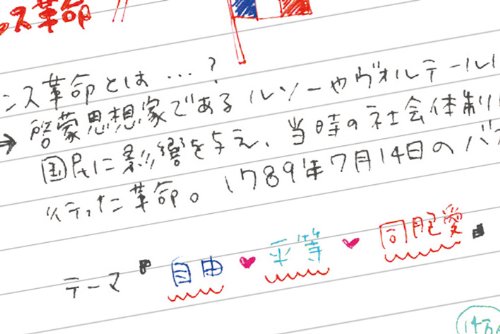 ス革命
ンス革命とは…?
→ 啓蒙思想家であるルソーやヴォルテール
国民に影響を与え、当時の社会体制
行った革命。1789年7月14日のバ
テーマ 自由 ♥ 平等 ♥ 同胞愛